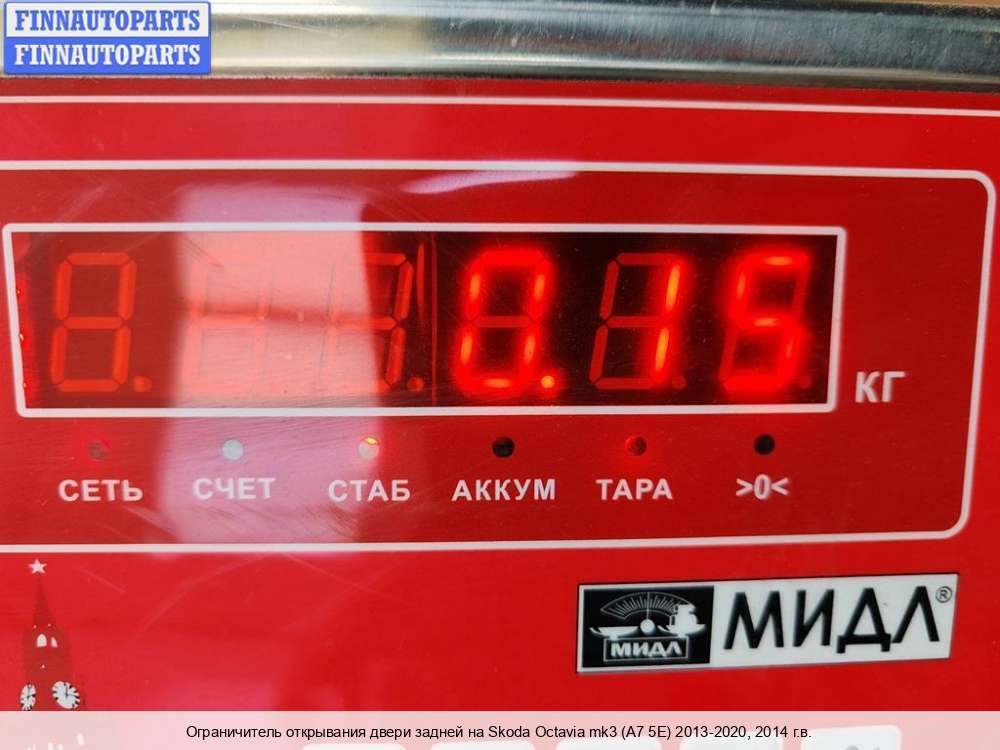 FINNAUTOPARTS
FINNAUTOPARTS
0.15
КГ
СЕТЬ СЧЕТ СТАБ АККУМ ТАРА >0<
МИДЛ МИДЛ®
Ограничитель открывания двери задней на Skoda Octavia mk3 (A7 5E) 2013-2020, 2014 г.в.